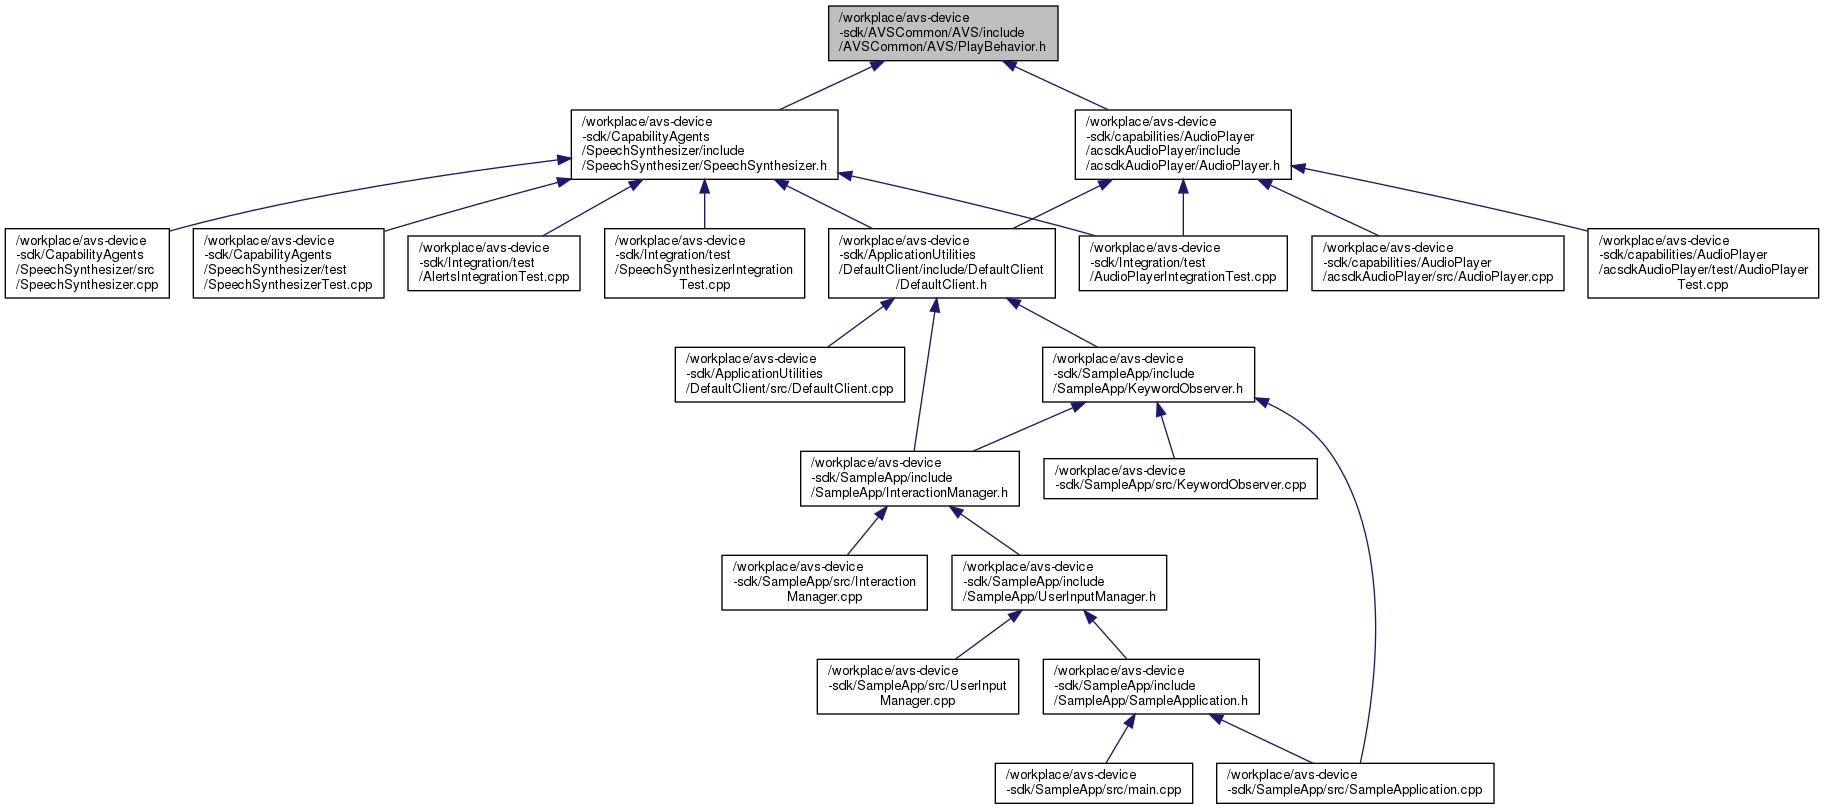 /workplace/avs-device
-sdk/AVSCommon/AVS/include
/AVSCommon/AVS/PlayBehavior.h
/workplace/avs-device
-sdk/CapabilityAgents
/SpeechSynthesizer/include
/SpeechSynthesizer/SpeechSynthesizer.h
/workplace/avs-device
-sdk/capabilities/AudioPlayer
/acsdkAudioPlayer/include
/acsdkAudioPlayer/AudioPlayer.h
/workplace/avs-device
-sdk/CapabilityAgents
/SpeechSynthesizer/src
/SpeechSynthesizer.cpp
/workplace/avs-device
-sdk/CapabilityAgents
/SpeechSynthesizer/test
/SpeechSynthesizerTest.cpp
/workplace/avs-device
-sdk/Integration/test
/AlertsIntegrationTest.cpp
/workplace/avs-device
-sdk/Integration/test
/SpeechSynthesizerIntegration
Test.cpp
/workplace/avs-device
-sdk/ApplicationUtilities
/DefaultClient/include/DefaultClient
/DefaultClient.h
/workplace/avs-device
-sdk/Integration/test
/AudioPlayerIntegrationTest.cpp
/workplace/avs-device
-sdk/capabilities/AudioPlayer
/acsdkAudioPlayer/src/AudioPlayer.cpp
/workplace/avs-device
-sdk/capabilities/AudioPlayer
/acsdkAudioPlayer/test/AudioPlayer
Test.cpp
/workplace/avs-device
-sdk/ApplicationUtilities
/DefaultClient/src/DefaultClient.cpp
/workplace/avs-device
-sdk/SampleApp/include
/SampleApp/KeywordObserver.h
/workplace/avs-device
-sdk/SampleApp/include
/SampleApp/InteractionManager.h
/workplace/avs-device
-sdk/SampleApp/src/KeywordObserver.cpp
/workplace/avs-device
-sdk/SampleApp/src/Interaction
Manager.cpp
/workplace/avs-device
-sdk/SampleApp/include
/SampleApp/UserInputManager.h
/workplace/avs-device
-sdk/SampleApp/src/UserInput
Manager.cpp
/workplace/avs-device
-sdk/SampleApp/include
/SampleApp/SampleApplication.h
/workplace/avs-device
-sdk/SampleApp/src/main.cpp
/workplace/avs-device
-sdk/SampleApp/src/SampleApplication.cpp